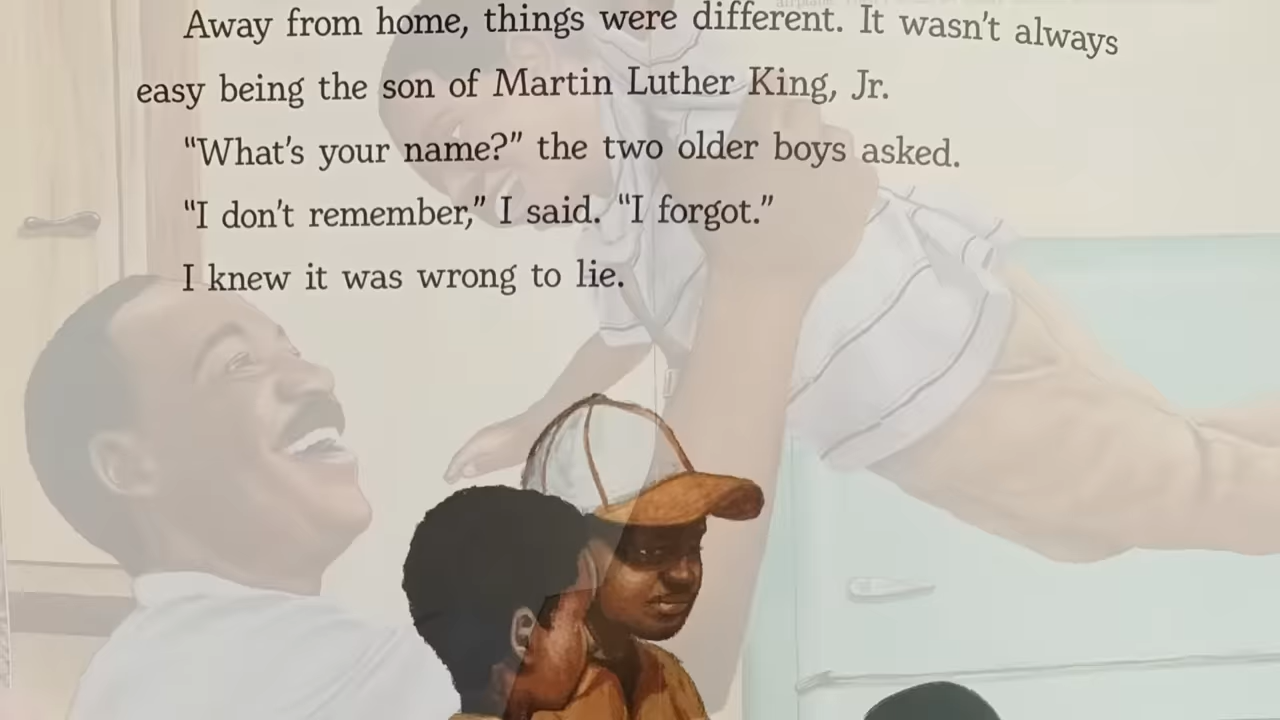 Away from home, things were different. It wasn't always
easy being the son of Martin Luther King, Jr.
“What's your name?” the two older boys asked.
“I don't remember,” I said. “I forgot.”
I knew it was wrong to lie.